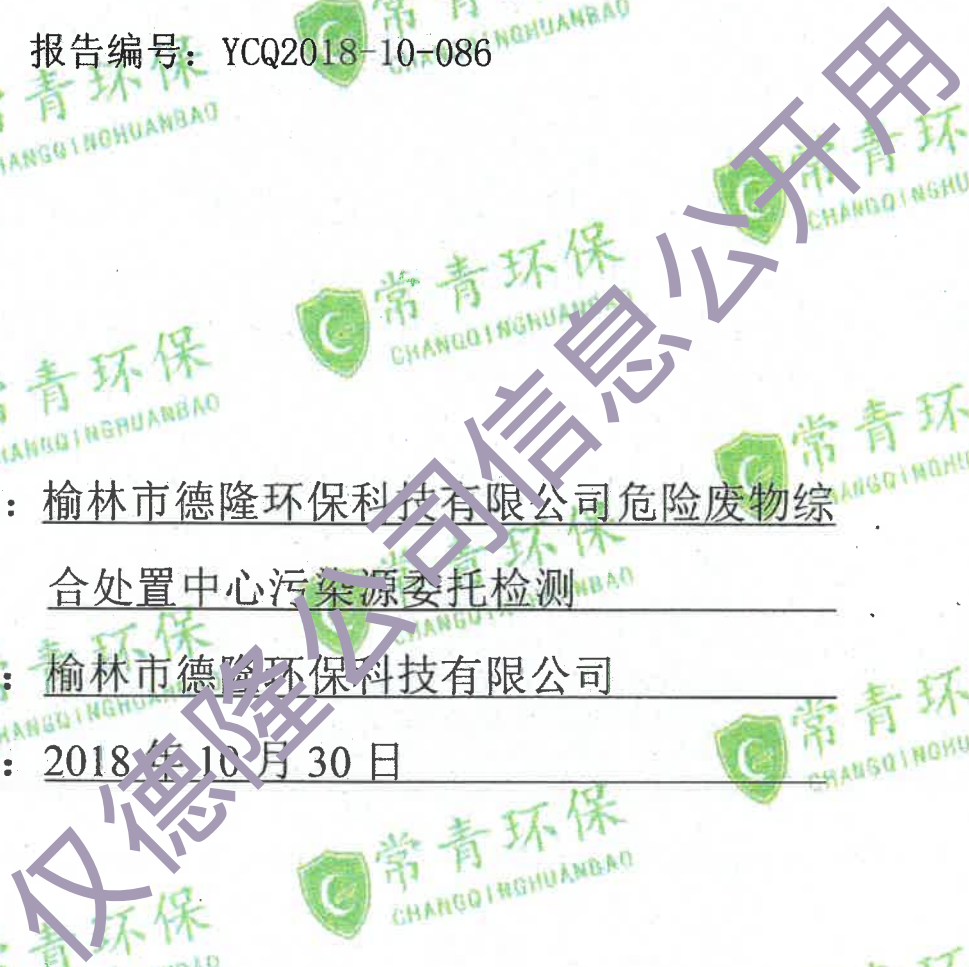 报告编号：YCQ2018-10-086
：榆林市德隆环保科技有限公司危险废物综
合处置中心污染源委托检测
：榆林市德隆环保科技有限公司
：2018年10月30日
仅德隆公司信息公开用
常青环保
CHANGQINGHUANBAO